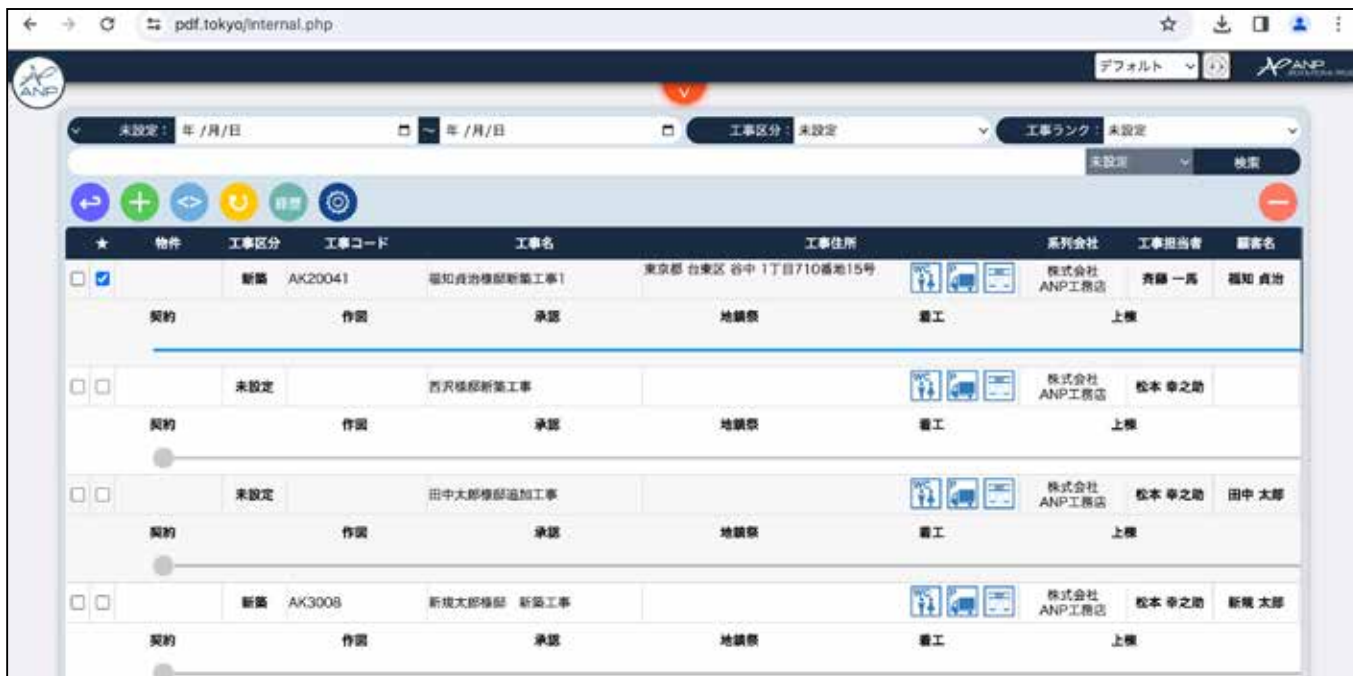 pdf.tokyo/internal.php
デフォルト
ANP
ANP
未設定： 年 /月/日 ～ 年 /月/日 工事区分： 未設定 工事ランク： 未設定
未設定 検索
★ 物件 工事区分 工事コード 工事名 工事住所 系列会社 工事担当者 顧客名
新築 AK20041 福知貞治様邸新築工事1 東京都 台東区 谷中 1丁目710番地15号 WC P 株式会社 ANP工務店 斉藤 一馬 福知 貞治
契約 作図 承認 地鎮祭 着工 上棟
未設定 西沢様邸新築工事 WC P 株式会社 ANP工務店 松本 幸之助
契約 作図 承認 地鎮祭 着工 上棟
未設定 田中太郎様邸追加工事 WC P 株式会社 ANP工務店 松本 幸之助 田中 太郎
契約 作図 承認 地鎮祭 着工 上棟
新築 AK3008 新規太郎様邸 新築工事 WC P 株式会社 ANP工務店 松本 幸之助 新規 太郎
契約 作図 承認 地鎮祭 着工 上棟